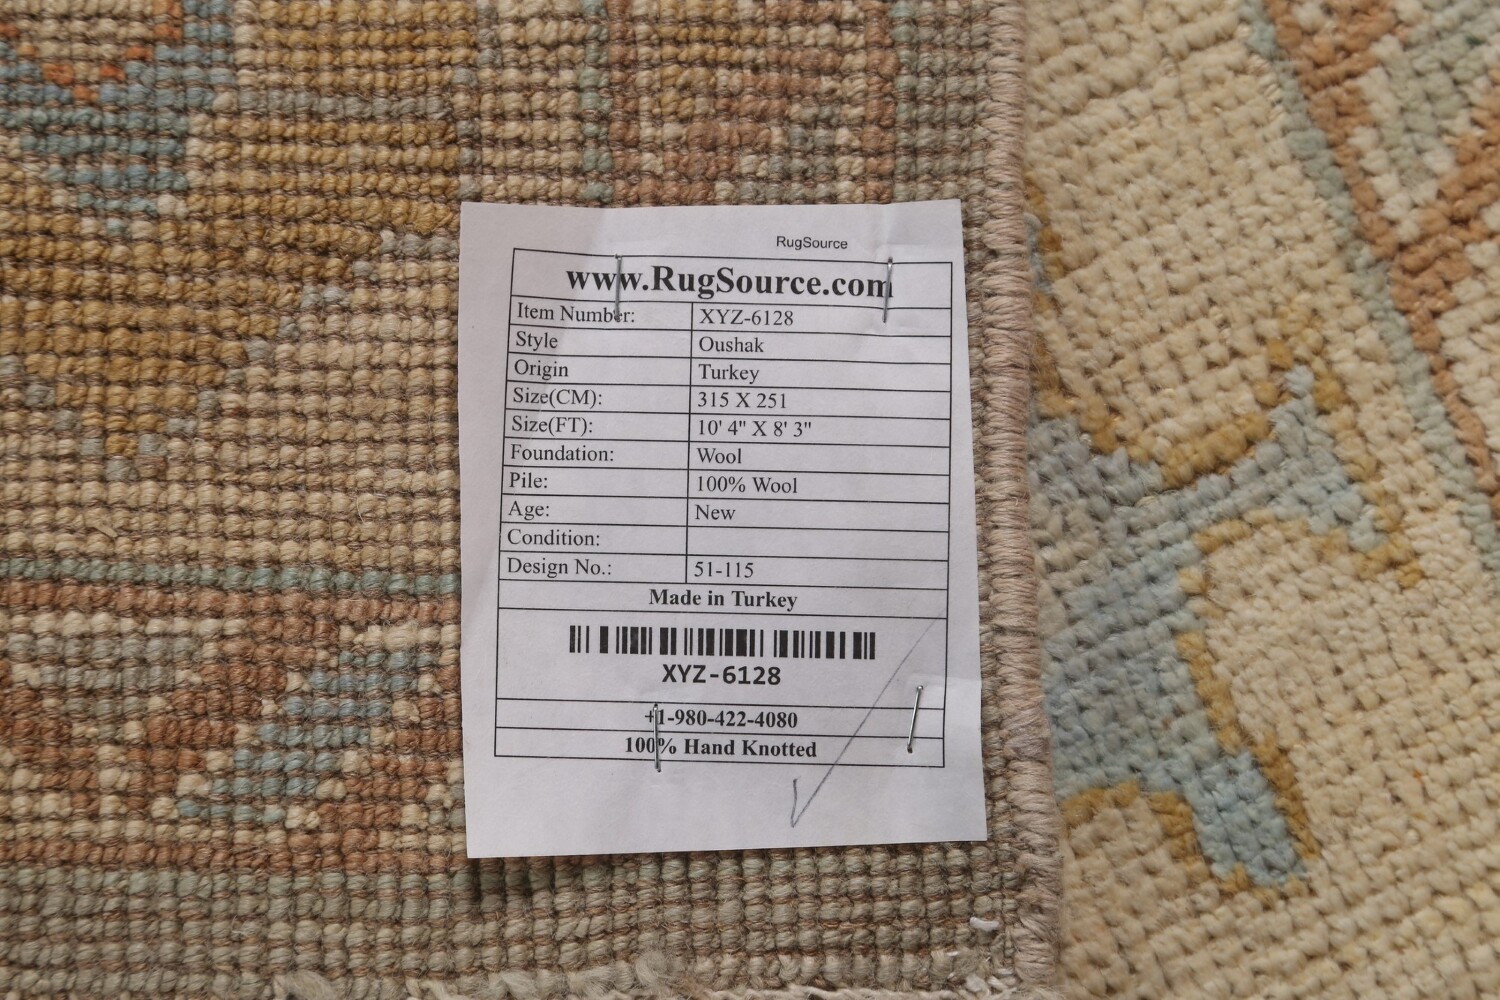 RugSource
www.RugSource.com
Item Number: XYZ-6128
Style Oushak
Origin Turkey
Size(CM): 315 X 251
Size(FT): 10' 4" X 8' 3"
Foundation: Wool
Pile: 100% Wool
Age: New
Condition:
Design No.: 51-115
Made in Turkey
XYZ-6128
+1-980-422-4080
100% Hand Knotted